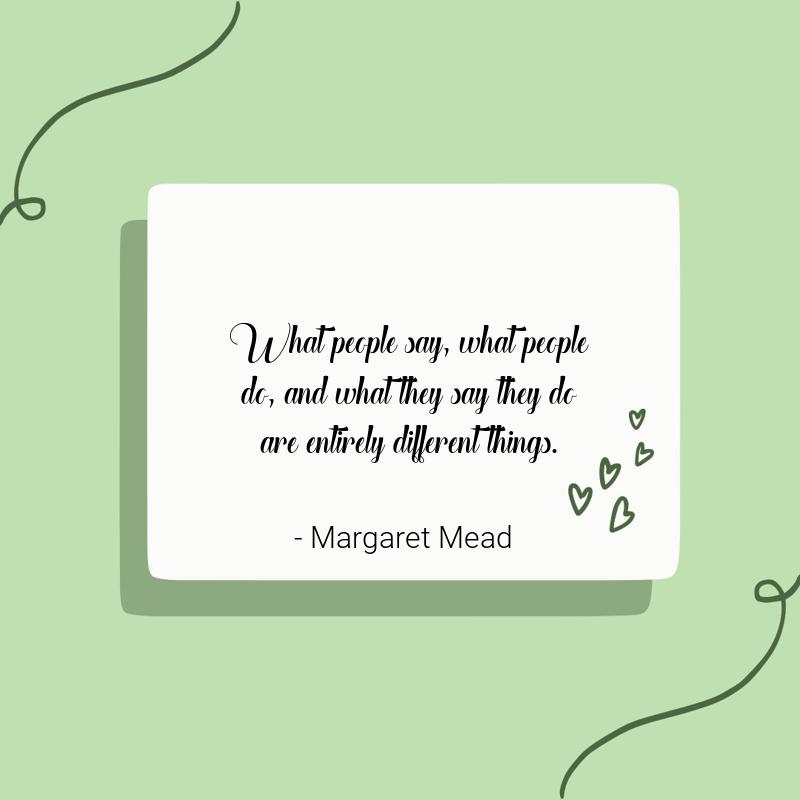 What people say, what people
do, and what they say they do
are entirely different things.
- Margaret Mead